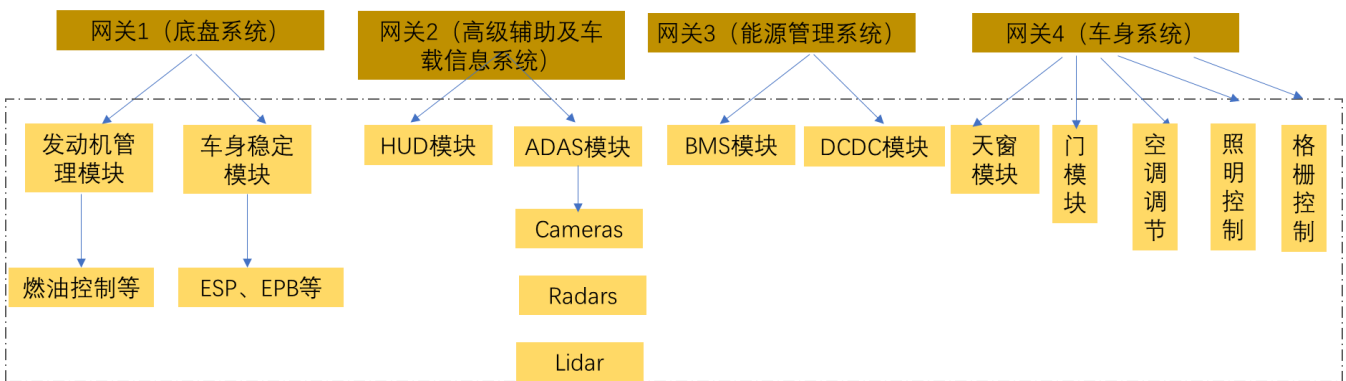 网关1（底盘系统）
网关2（高级辅助及车
载信息系统）
网关3（能源管理系统）
网关4（车身系统）
发动机管
理模块
车身稳定
模块
HUD模块
ADAS模块
BMS模块
DCDC模块
天窗
模块
门
模
块
空
调
调
节
照
明
控
制
格
栅
控
制
燃油控制等
ESP、EPB等
Cameras
Radars
Lidar